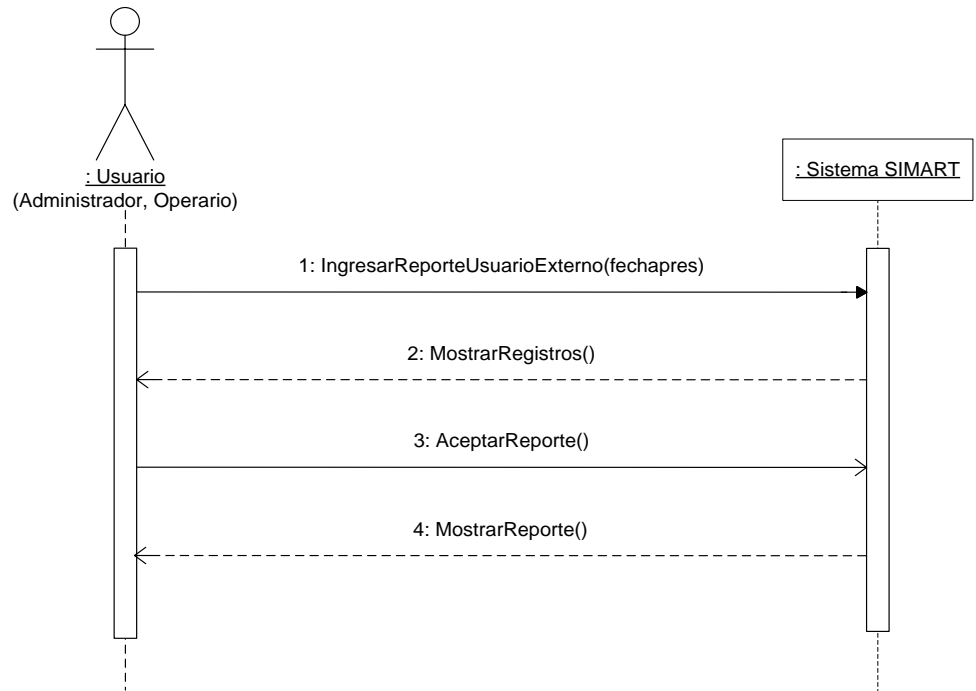 : Usuario
(Administrador, Operario)
: Sistema SIMART
1: IngresarReporteUsuarioExterno(fechapres)
2: MostrarRegistros()
3: AceptarReporte()
4: MostrarReporte()